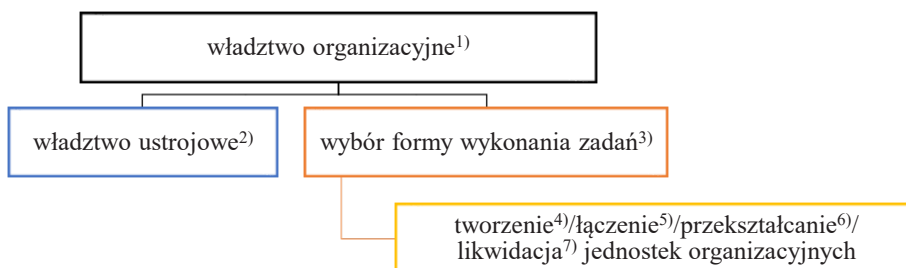 władztwo organizacyjne1)
władztwo ustrojowe2)
wybór formy wykonania zadań3)
tworzenie4)/łączenie5)/przekształcanie6)/
likwidacja7) jednostek organizacyjnych